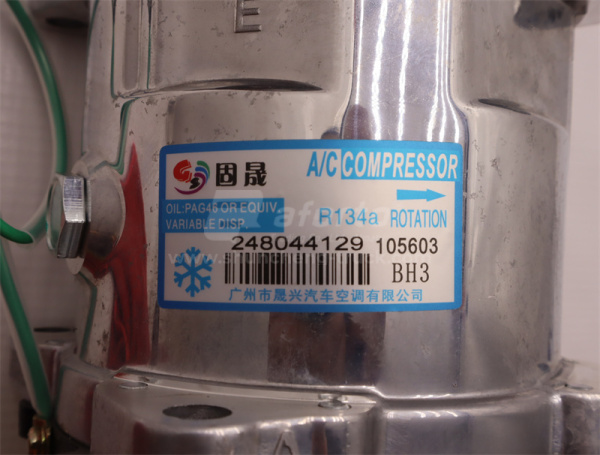 E
固晟
A/C COMPRESSOR
OIL:PAG46 OR EQUIV.
VARIABLE DISP.
R134a ROTATION
248044129 105603
BH3
广州市晟兴汽车空调有限公司
A